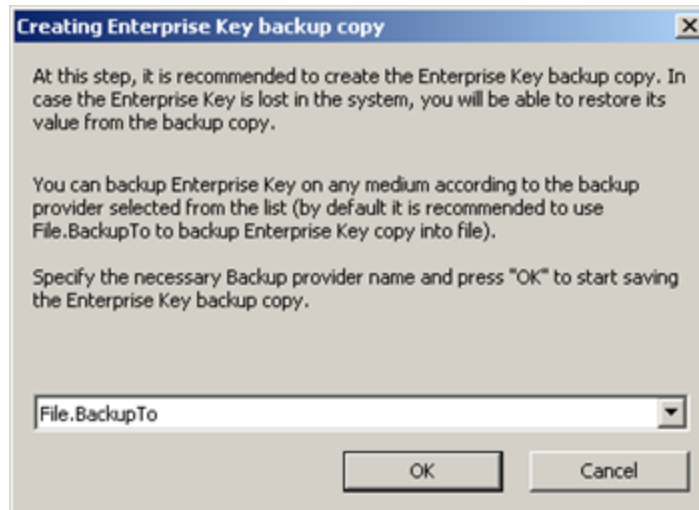 Creating Enterprise Key backup copy
At this step, it is recommended to create the Enterprise Key backup copy. In
case the Enterprise Key is lost in the system, you will be able to restore its
value from the backup copy.
You can backup Enterprise Key on any medium according to the backup
provider selected from the list (by default it is recommended to use
File.BackupTo to backup Enterprise Key copy into file).
Specify the necessary Backup provider name and press "OK" to start saving
the Enterprise Key backup copy.
File.BackupTo
OK Cancel